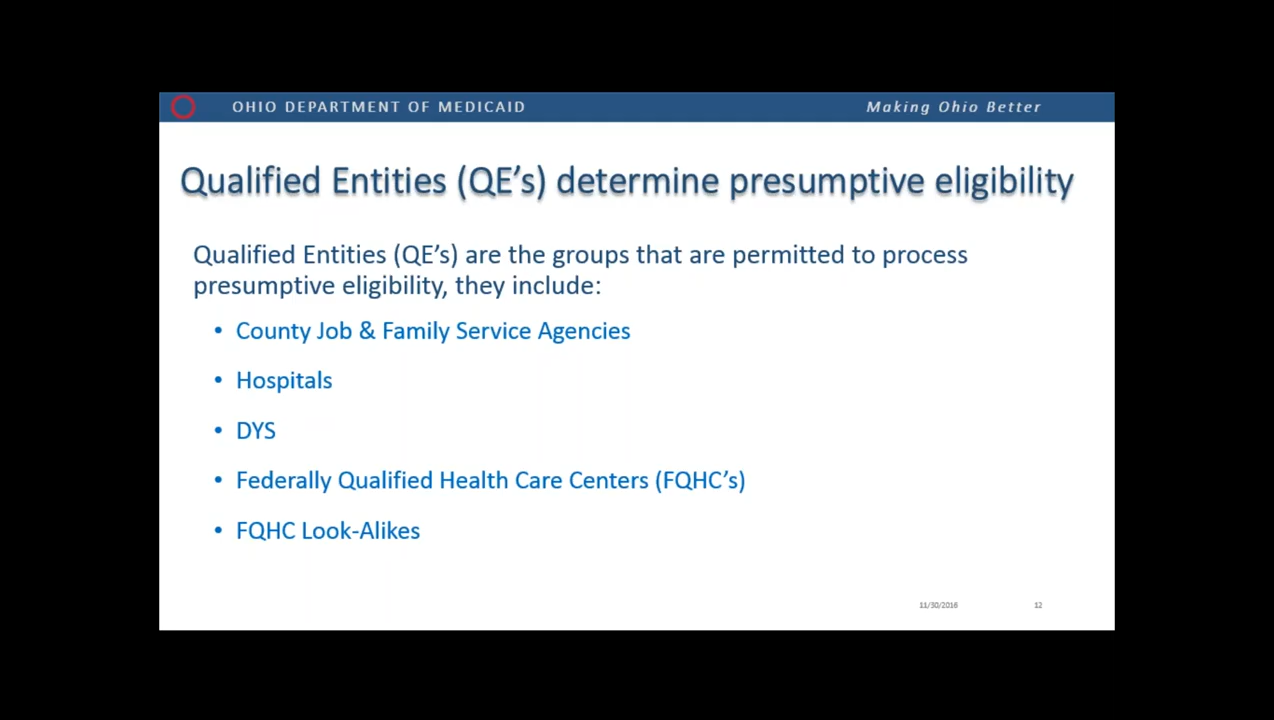 OHIO DEPARTMENT OF MEDICAID
Making Ohio Better
Qualified Entities (QE’s) determine presumptive eligibility
Qualified Entities (QE’s) are the groups that are permitted to process
presumptive eligibility, they include:
• County Job & Family Service Agencies
• Hospitals
• DYS
• Federally Qualified Health Care Centers (FQHC’s)
• FQHC Look-Alikes
11/30/2016
12